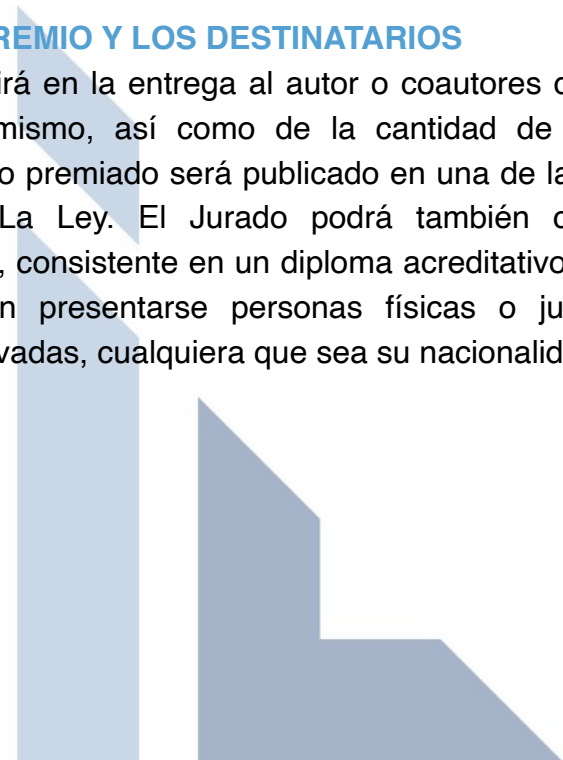 REMIO Y LOS DESTINATARIOS
irá en la entrega al autor o coautores
mismo, así como de la cantidad de
o premiado será publicado en una de la
La Ley. El Jurado podrá también
, consistente en un diploma acreditativo
n presentarse personas físicas o ju
vadas, cualquiera que sea su nacionalid